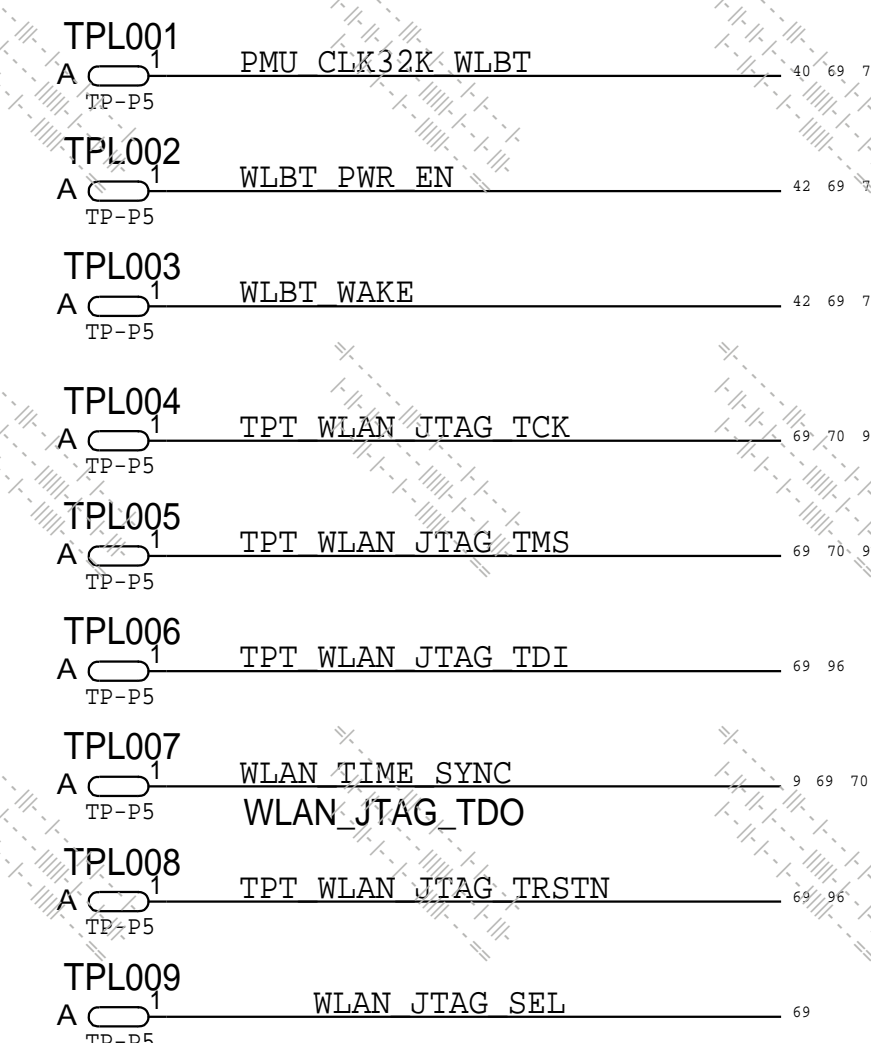 TPL001
1
PMU_CLK32K_WLBT
A
40 69 7
TP-P5
TPL002
1
WLBT_PWR_EN
A
42 69 7
TP-P5
TPL003
1
WLBT_WAKE
A
42 69 7
TP-P5
TPL004
1
TPT_WLAN_JTAG_TCK
A
69 70 9
TP-P5
TPL005
1
TPT_WLAN_JTAG_TMS
A
69 70 9
TP-P5
TPL006
1
TPT_WLAN_JTAG_TDI
A
69 96
TP-P5
TPL007
1
WLAN_TIME_SYNC
A
9 69 70
TP-P5
WLAN_JTAG_TDO
TPL008
1
TPT_WLAN_JTAG_TRSTN
A
69 96
TP-P5
TPL009
1
WLAN_JTAG_SEL
A
69
TP-P5